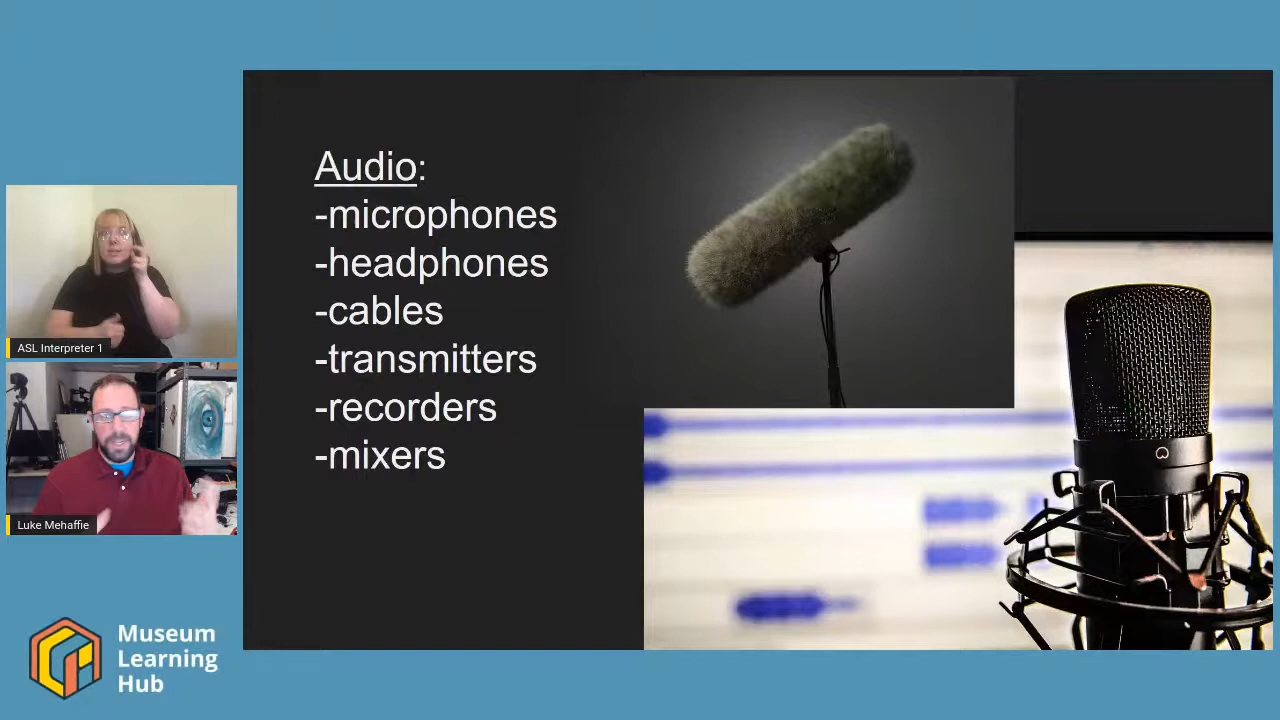 Audio:
-microphones
-headphones
-cables
-transmitters
-recorders
-mixers
ASL Interpreter 1
Luke Mehaffie
Museum
Learning
Hub